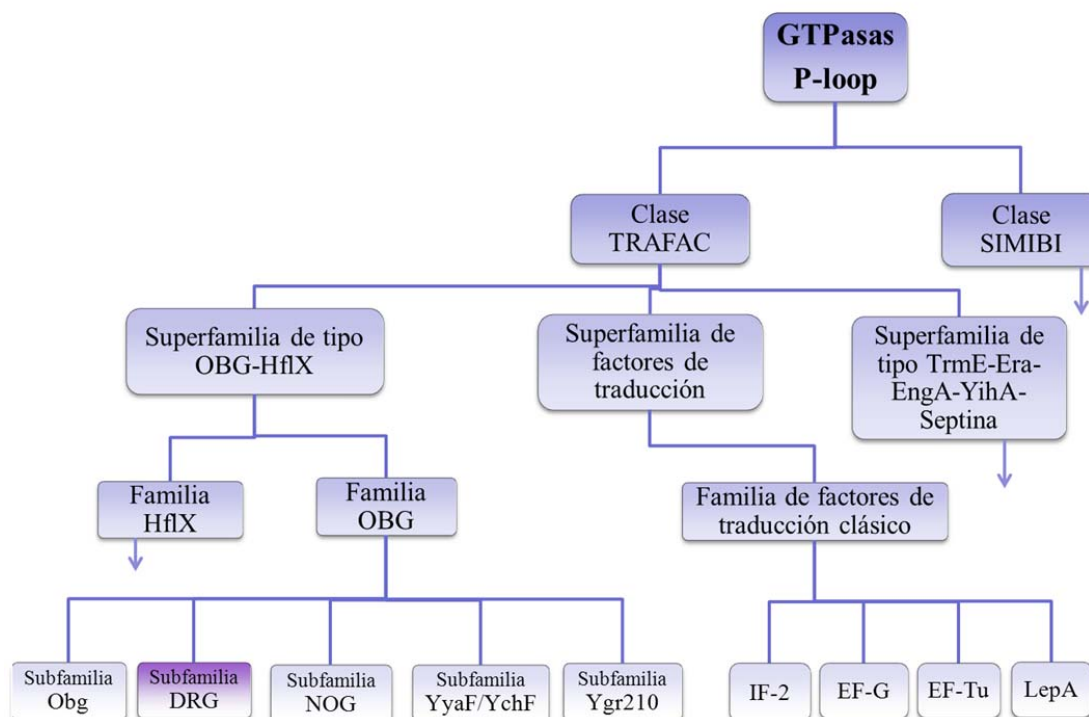 GTPasas
P-loop
Clase
TRAFAC
Clase
SIMIBI
Superfamilia de tipo
OBG-HflX
Superfamilia de
factores de
traducción
Superfamilia de
tipo TrmE-Era-
EngA-YihA-
Septina
Familia
HflX
Familia
OBG
Familia de factores de
traducción clásico
Subfamilia
Obg
Subfamilia
DRG
Subfamilia
NOG
Subfamilia
YyaF/YchF
Subfamilia
Ygr210
IF-2
EF-G
EF-Tu
LepA